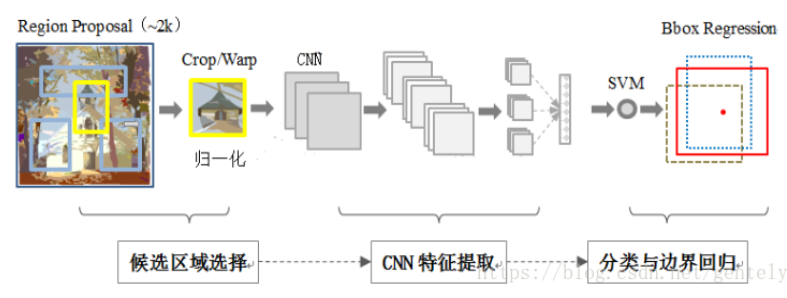 Region Proposal（~2k）
Crop/Warp
归一化
CNN
SVM
Bbox Regression
候选区域选择
CNN 特征提取
分类与边界回归
https://blog.csdn.net/gentely